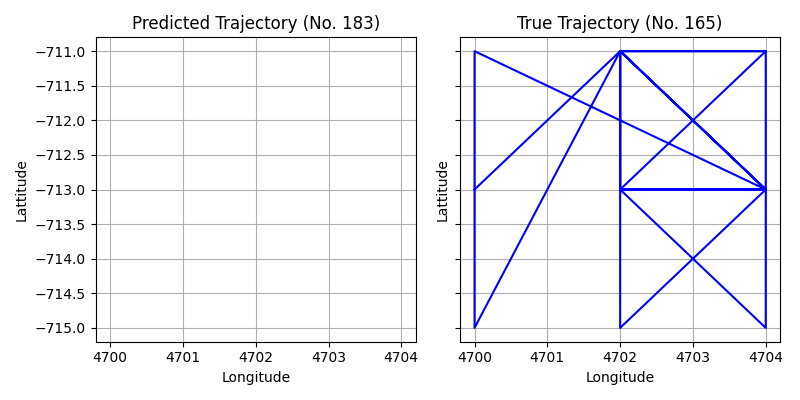 Predicted Trajectory (No. 183)
−711.0
−711.5
−712.0
−712.5
−713.0
−713.5
−714.0
−714.5
−715.0
Lattitude
4700 4701 4702 4703 4704
Longitude
True Trajectory (No. 165)
Lattitude
4700 4701 4702 4703 4704
Longitude